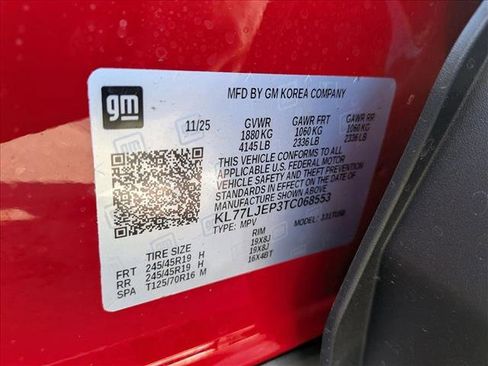 gm
MFD BY GM KOREA COMPANY
11/25 GVWR GAWR FRT GAWR RR
1880 KG 1060 KG 1060 KG
4145 LB 2336 LB 2336 LB
THIS VEHICLE CONFORMS TO ALL
APPLICABLE U.S. FEDERAL MOTOR
VEHICLE SAFETY STANDARDS IN EFFECT ON THE
DATE OF MANUFACTURE SHOWN ABOVE.
KL77LJEP3TC068553
TYPE: MPV MODEL:
TIRE SIZE RIM
FRT 245/45R19 H 19X8J
RR 245/45R19 H 19X8J
SPA T125/70R16 M 16X4BT